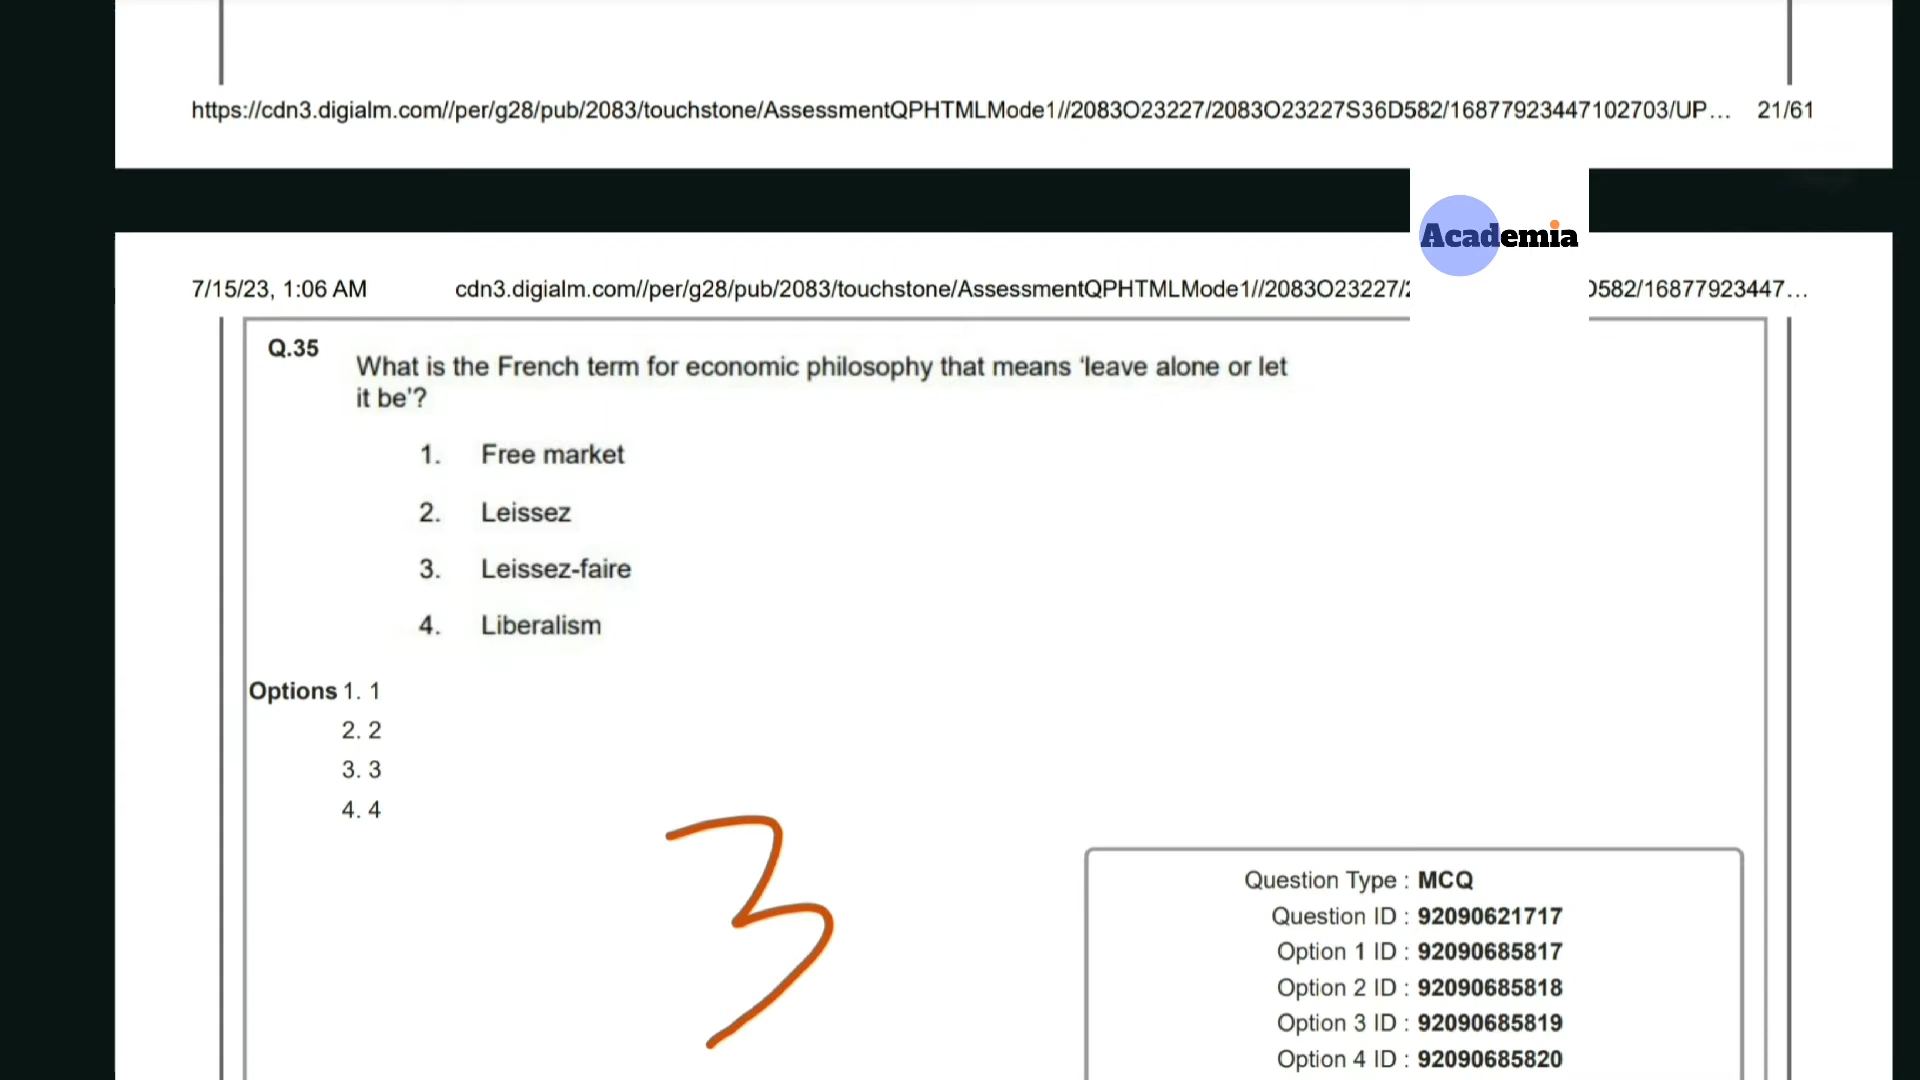 https://cdn3.digialm.com//per/g28/pub/2083/touchstone/AssessmentQPHTMLMode1//2083O23227/2083O23227S36D582/16877923447102703/UP... 21/61
Academia
7/15/23, 1:06 AM cdn3.digialm.com//per/g28/pub/2083/touchstone/AssessmentQPHTMLMode1//2083O23227/2 D582/16877923447...
Q.35 What is the French term for economic philosophy that means 'leave alone or let
it be'?
1. Free market
2. Leissez
3. Leissez-faire
4. Liberalism
Options 1. 1
2. 2
3. 3
4. 4
3
Question Type : MCQ
Question ID : 92090621717
Option 1 ID : 92090685817
Option 2 ID : 92090685818
Option 3 ID : 92090685819
Option 4 ID : 92090685820